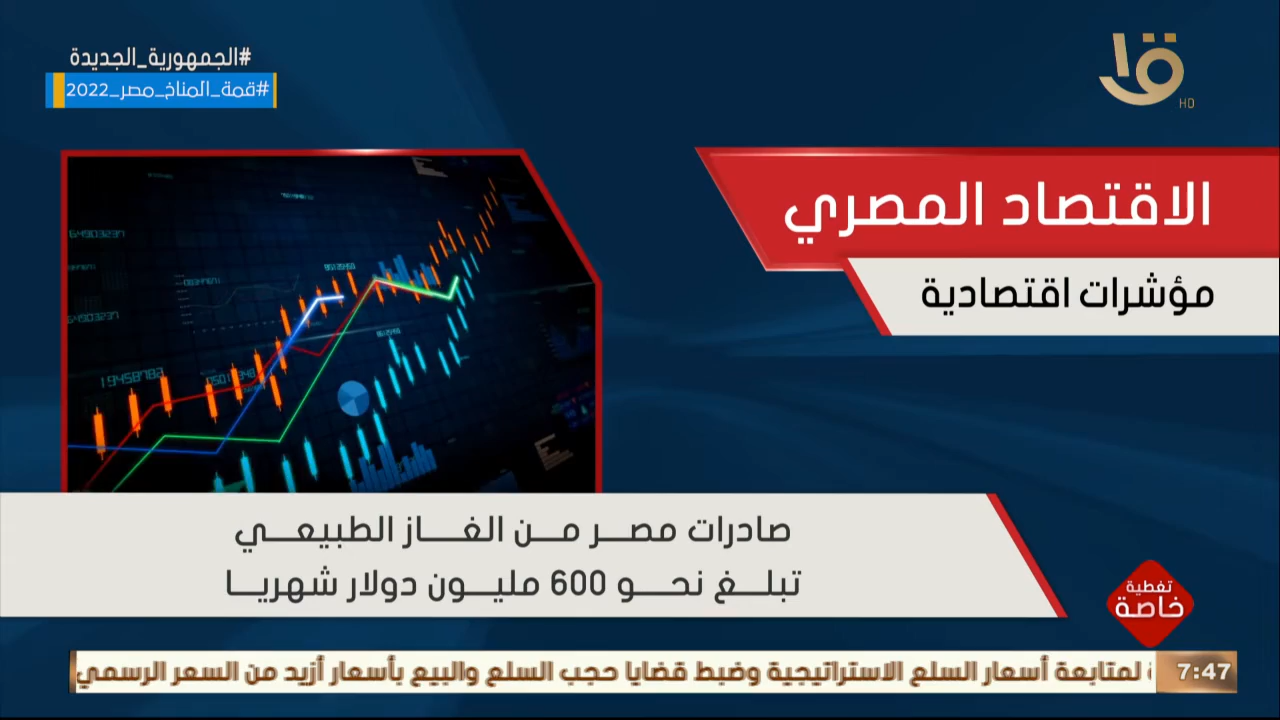 #الجمهورية_الجديدة
#قمة_المناخ_مصر_2022
HD
الاقتصاد المصري
مؤشرات اقتصادية
صادرات مصر من الغاز الطبيعي
تبلغ نحو 600 مليون دولار شهريا
تغطية
خاصة
لمتابعة أسعار السلع الاستراتيجية وضبط قضايا حجب السلع والبيع بأسعار أزيد من السعر الرسمي
7:47